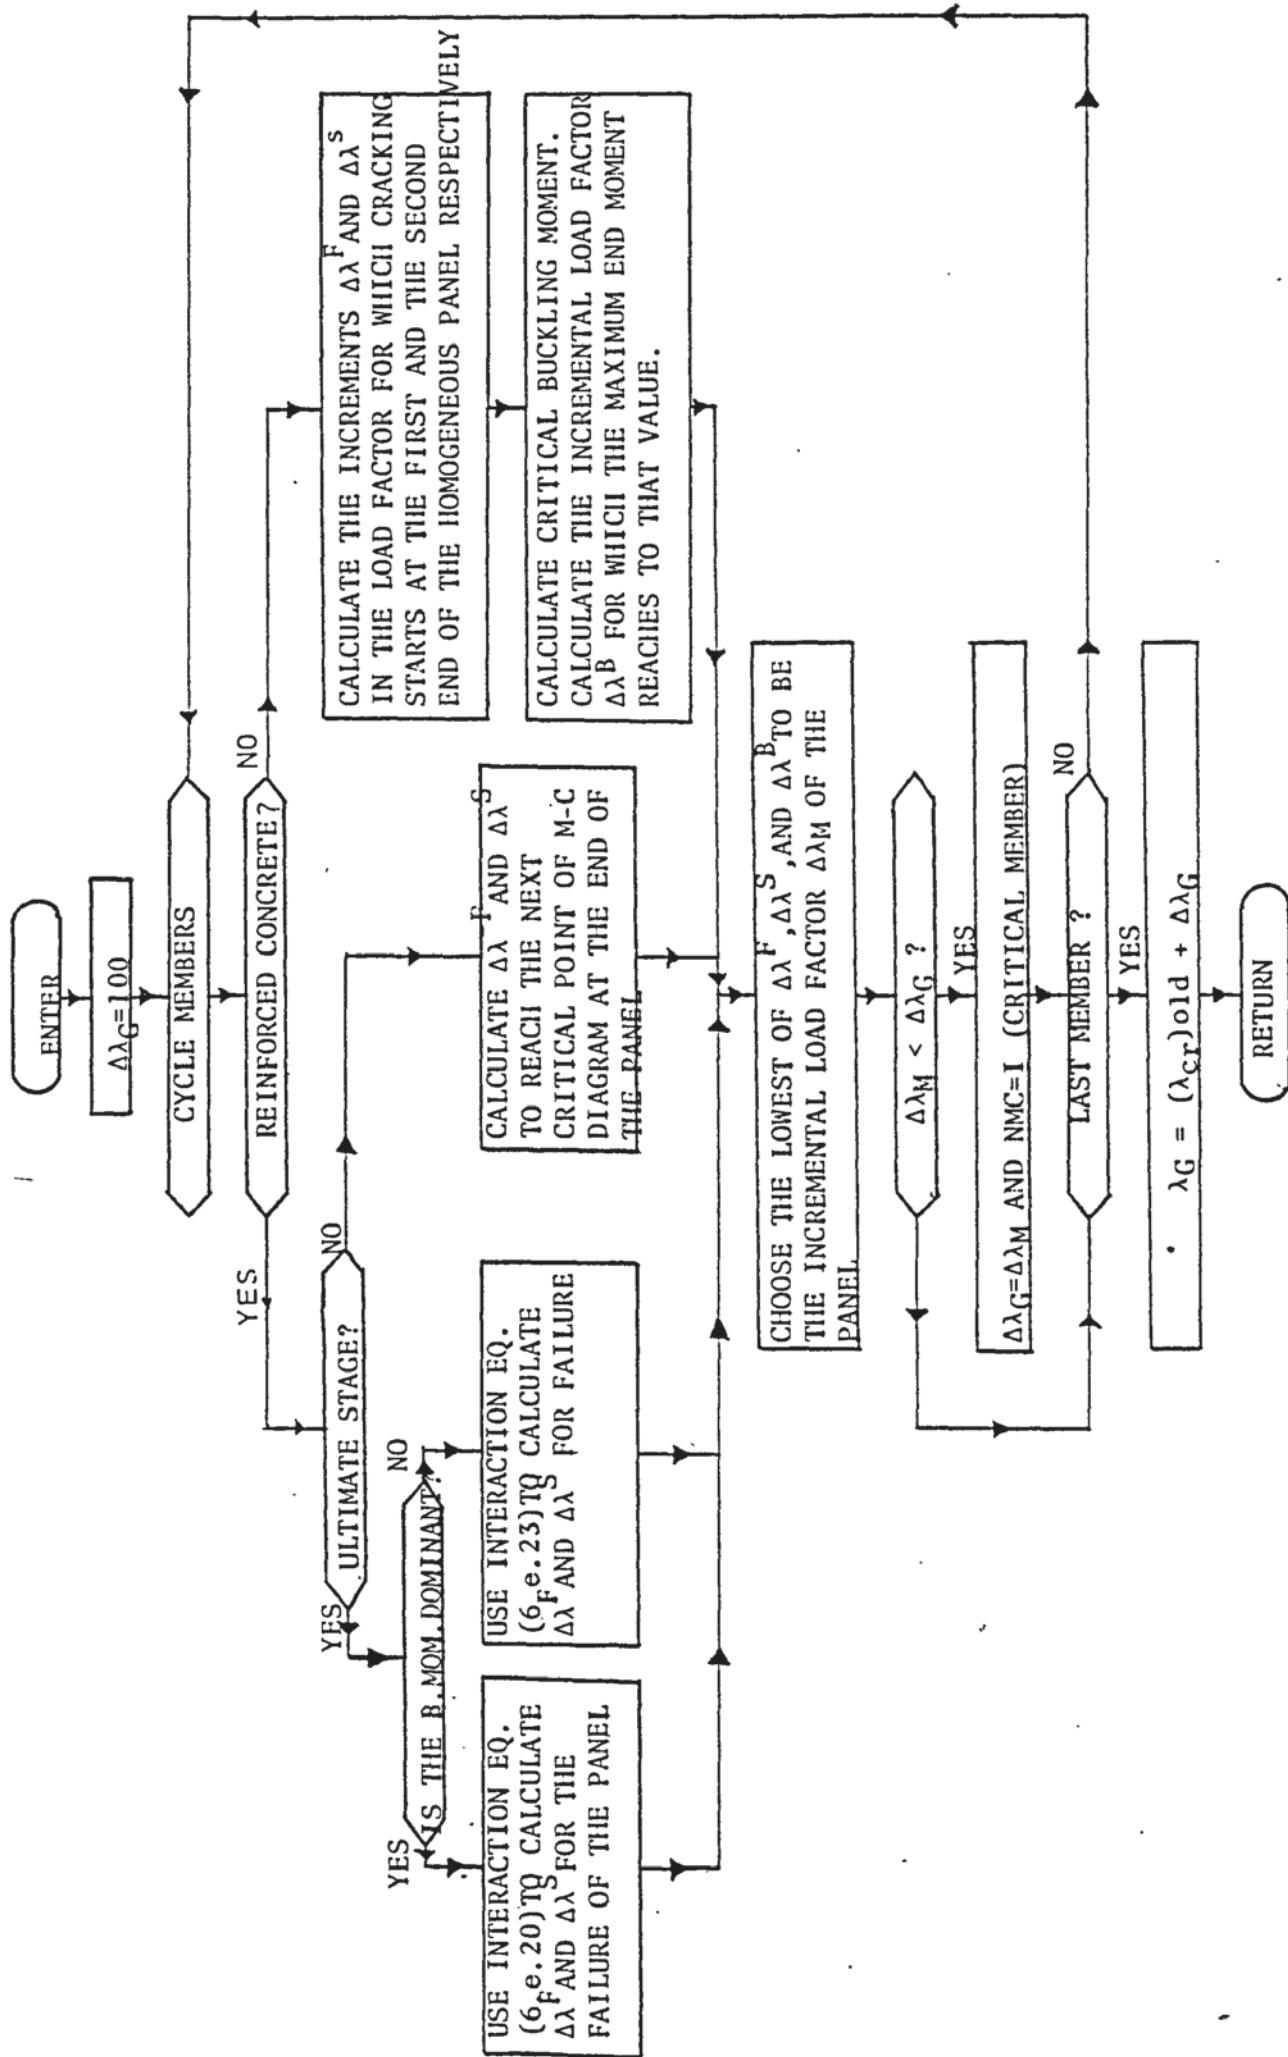 ENTER
ΔλG=100
CYCLE MEMBERS
REINFORCED CONCRETE?
YES
NO
ULTIMATE STAGE?
YES
NO
IS THE B.MOM.DOMINANT?
YES
NO
USE INTERACTION EQ.
(6.e.20)TO CALCULATE
ΔλF AND ΔλS FOR THE
FAILURE OF THE PANEL
USE INTERACTION EQ.
(6.e.23)TO CALCULATE
ΔλF AND ΔλS FOR FAILURE
CALCULATE ΔλF AND ΔλS
TO REACH THE NEXT
CRITICAL POINT OF M-C
DIAGRAM AT THE END OF
THE PANEL
CALCULATE THE INCREMENTS ΔλF AND Δλs
IN THE LOAD FACTOR FOR WHICH CRACKING
STARTS AT THE FIRST AND THE SECOND
END OF THE HOMOGENEOUS PANEL RESPECTIVELY
CALCULATE CRITICAL BUCKLING MOMENT.
CALCULATE THE INCREMENTAL LOAD FACTOR
ΔλB FOR WHICH THE MAXIMUM END MOMENT
REACHES TO THAT VALUE.
CHOOSE THE LOWEST OF ΔλF,ΔλS,AND ΔλB TO BE
THE INCREMENTAL LOAD FACTOR ΔλM OF THE
PANEL
ΔλM < ΔλG ?
YES
ΔλG=ΔλM AND NMC=I (CRITICAL MEMBER)
LAST MEMBER ?
NO
YES
λG = (λcr)old + ΔλG
RETURN